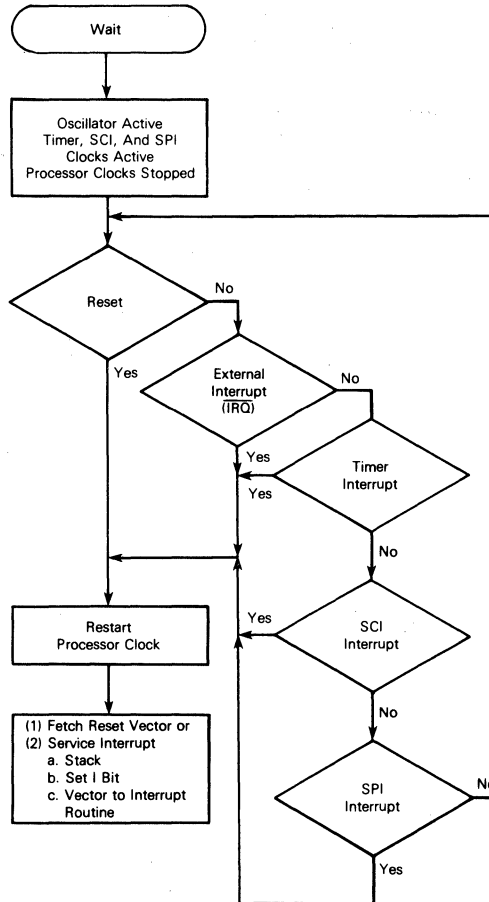 Wait
Oscillator Active
Timer, SCI, And SPI
Clocks Active
Processor Clocks Stopped
Reset
No
Yes
External
Interrupt
(IRQ)
No
Yes
Timer
Interrupt
Yes
No
SCI
Interrupt
Yes
No
Restart
Processor Clock
(1) Fetch Reset Vector or
(2) Service Interrupt
a. Stack
b. Set I Bit
c. Vector to Interrupt
Routine
SPI
Interrupt
No
Yes